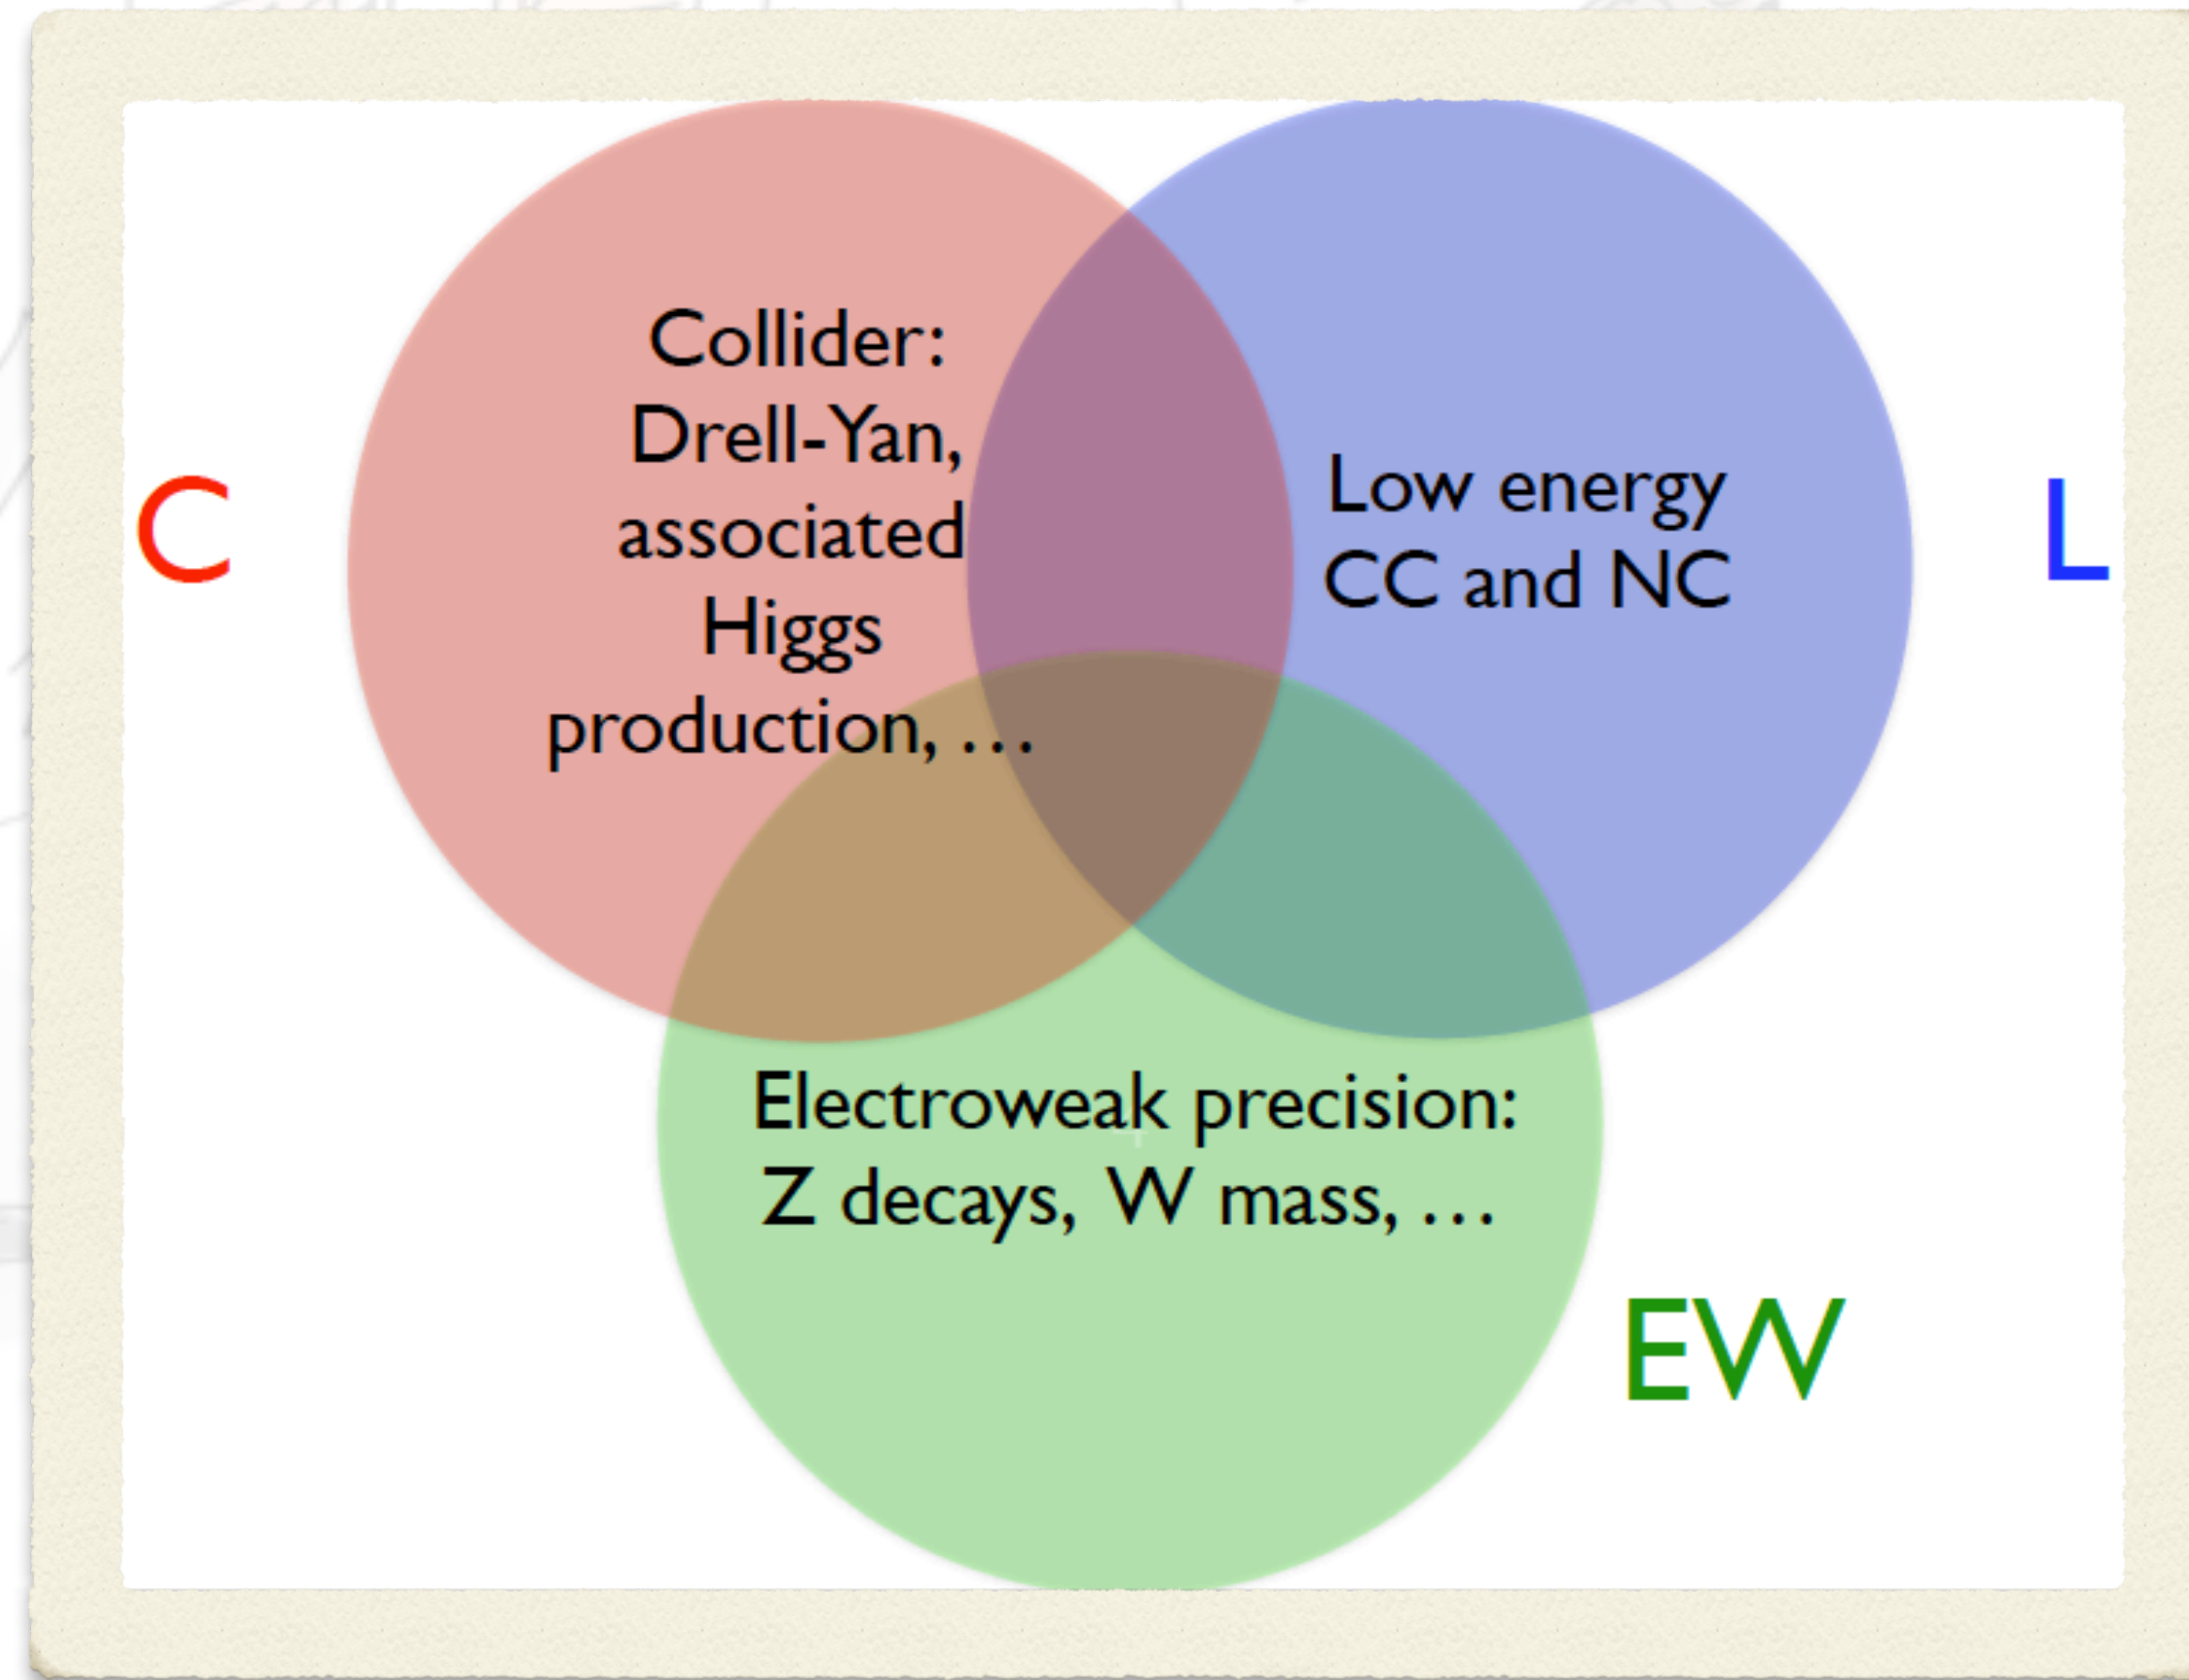 C
Collider:
Drell-Yan,
associated
Higgs
production, …
Low energy
CC and NC
L
Electroweak precision:
Z decays, W mass, …
EW